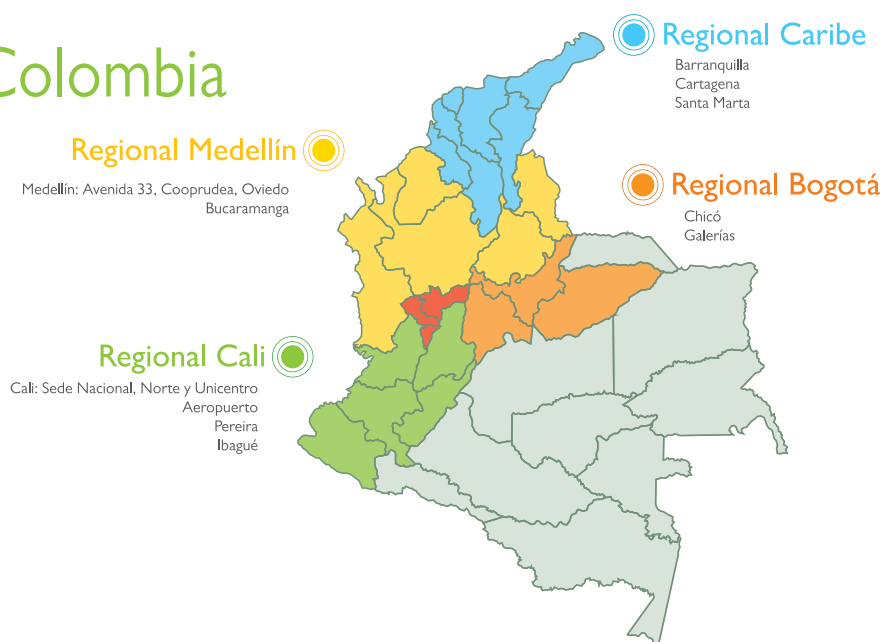 Colombia
Regional Caribe
Barranquilla
Cartagena
Santa Marta
Regional Medellín
Medellín: Avenida 33, Cooprudea, Oviedo
Bucaramanga
Regional Bogotá
Chicó
Galerías
Regional Cali
Cali: Sede Nacional, Norte y Unicentro
Aeropuerto
Pereira
Ibagué